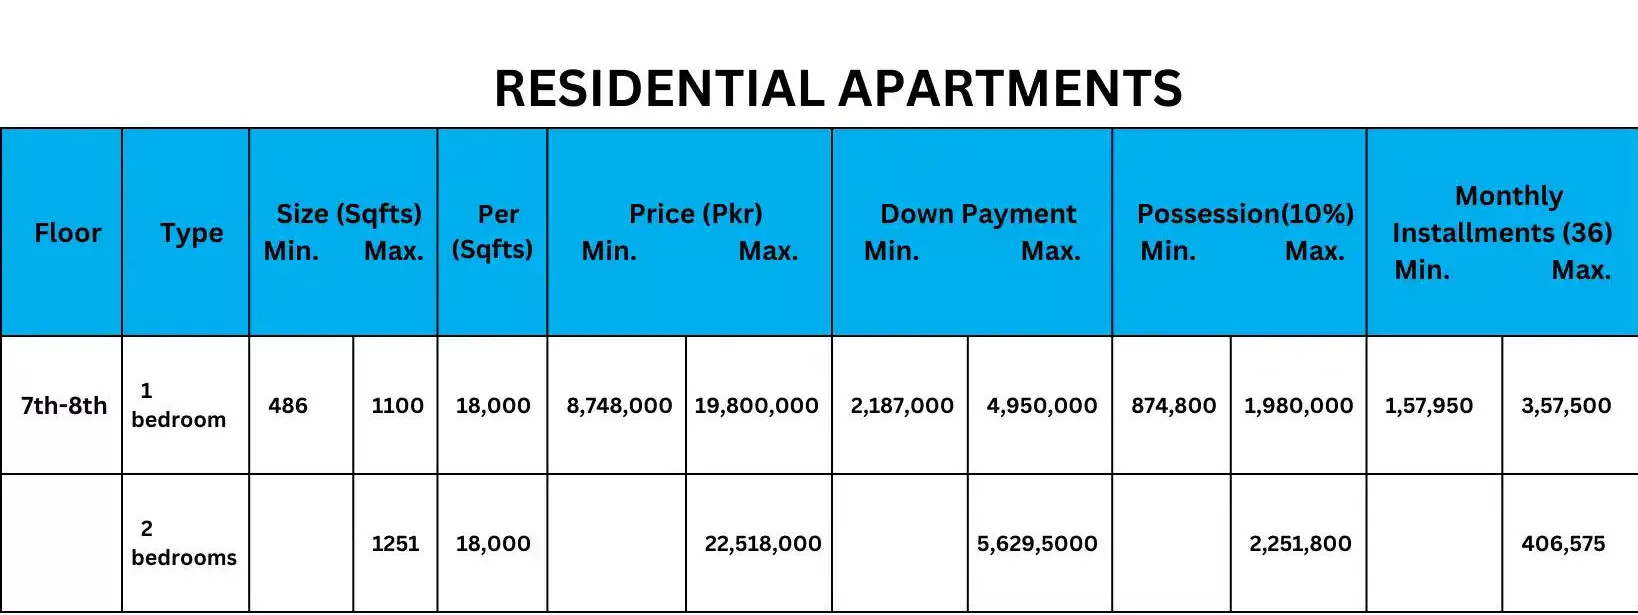 RESIDENTIAL APARTMENTS
Floor
Type
Size (Sqfts)
Min. Max.
Per
(Sqfts)
Price (Pkr)
Min. Max.
Down Payment
Min. Max.
Possession(10%)
Min. Max.
Monthly
Installments (36)
Min. Max.
7th-8th
1
bedroom
486 1100 18,000 8,748,000 19,800,000 2,187,000 4,950,000 874,800 1,980,000 1,57,950 3,57,500
2
bedrooms
1251 18,000 22,518,000 5,629,5000 2,251,800 406,575